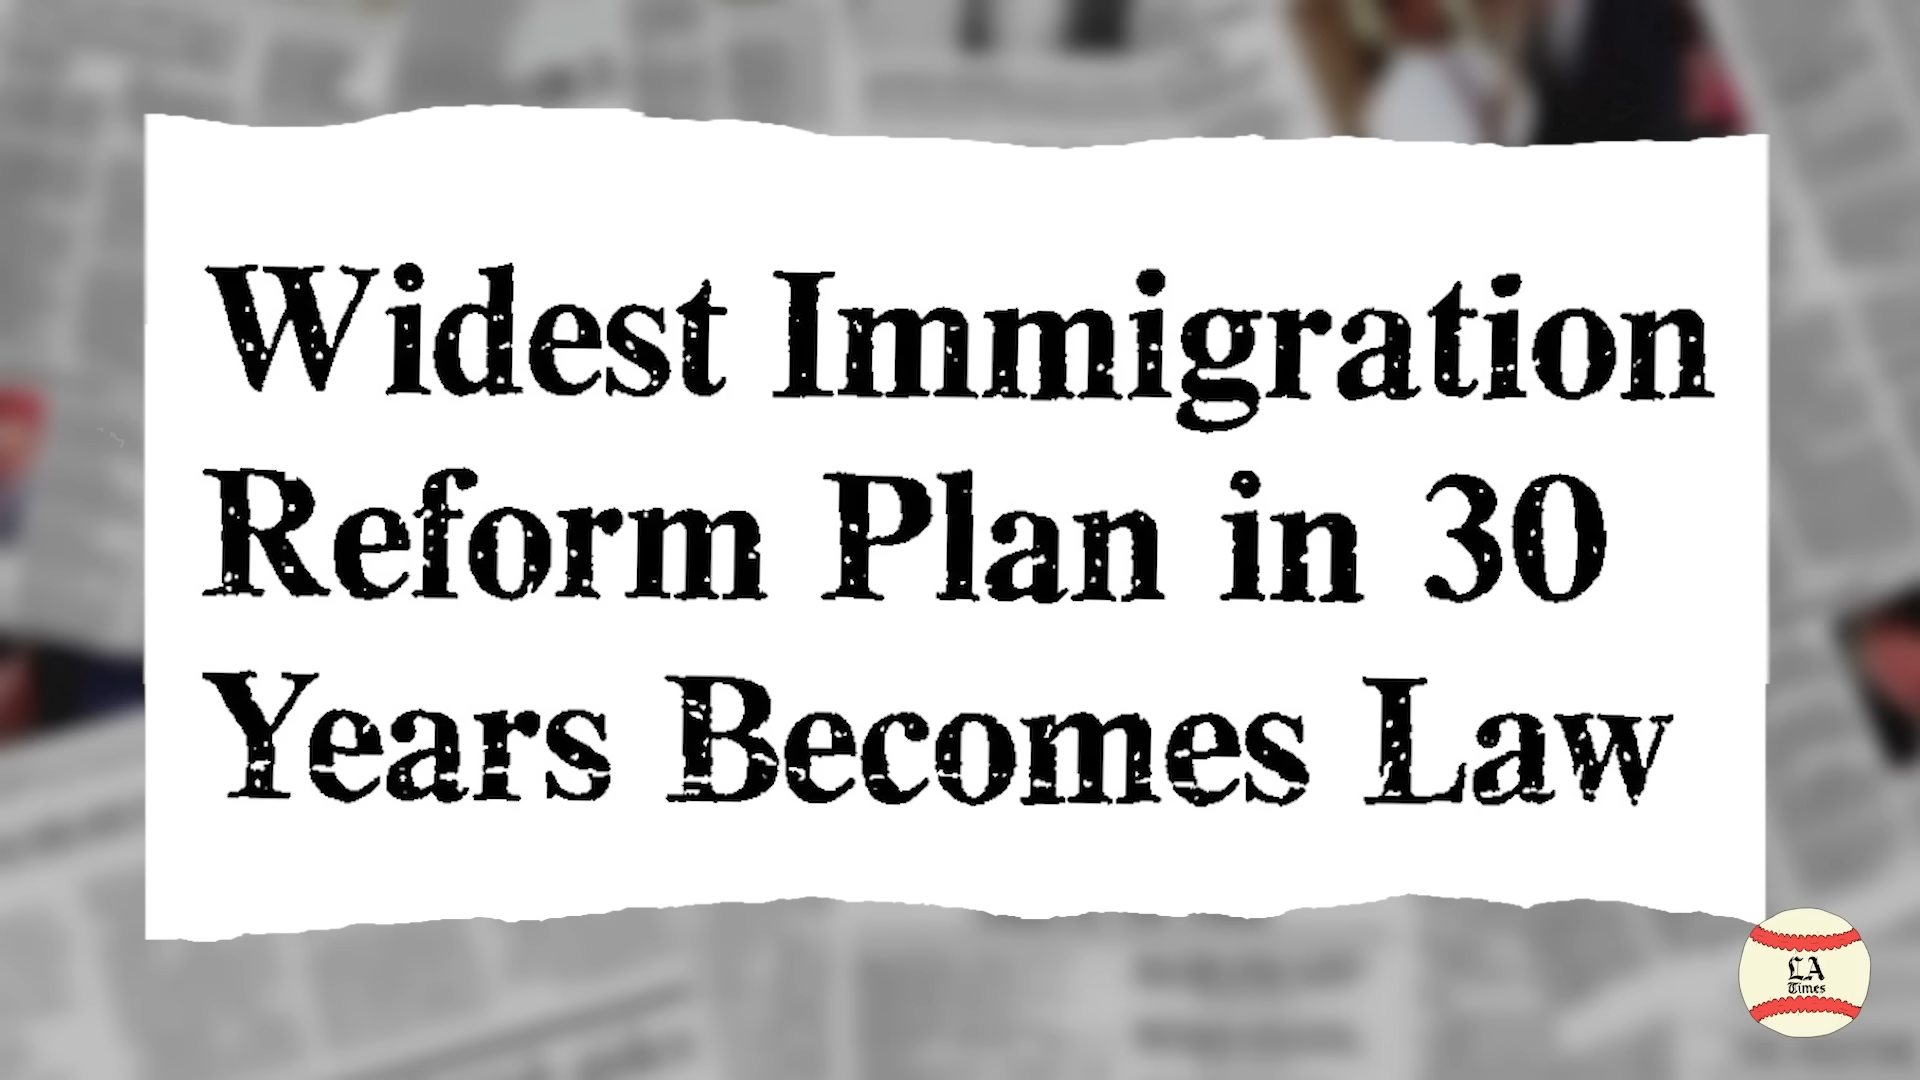 Widest Immigration
Reform Plan in 30
Years Becomes Law
LA
Times